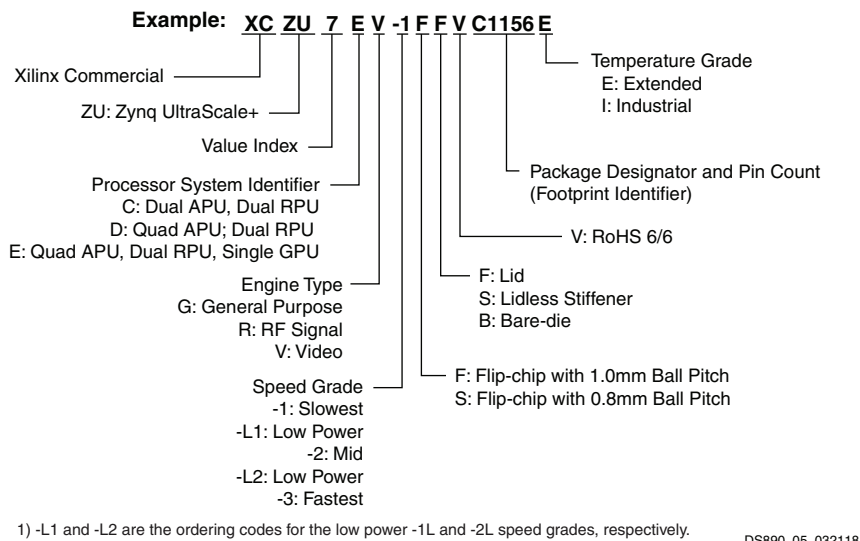 Example: XC ZU 7 E V -1 F F V C1156 E
Xilinx Commercial
ZU: Zynq UltraScale+
Value Index
Processor System Identifier
C: Dual APU, Dual RPU
D: Quad APU; Dual RPU
E: Quad APU, Dual RPU, Single GPU
Engine Type
G: General Purpose
R: RF Signal
V: Video
Speed Grade
-1: Slowest
-L1: Low Power
-2: Mid
-L2: Low Power
-3: Fastest
Temperature Grade
E: Extended
I: Industrial
Package Designator and Pin Count
(Footprint Identifier)
V: RoHS 6/6
F: Lid
S: Lidless Stiffener
B: Bare-die
F: Flip-chip with 1.0mm Ball Pitch
S: Flip-chip with 0.8mm Ball Pitch
1) -L1 and -L2 are the ordering codes for the low power -1L and -2L speed grades, respectively.
DS890_05_032118